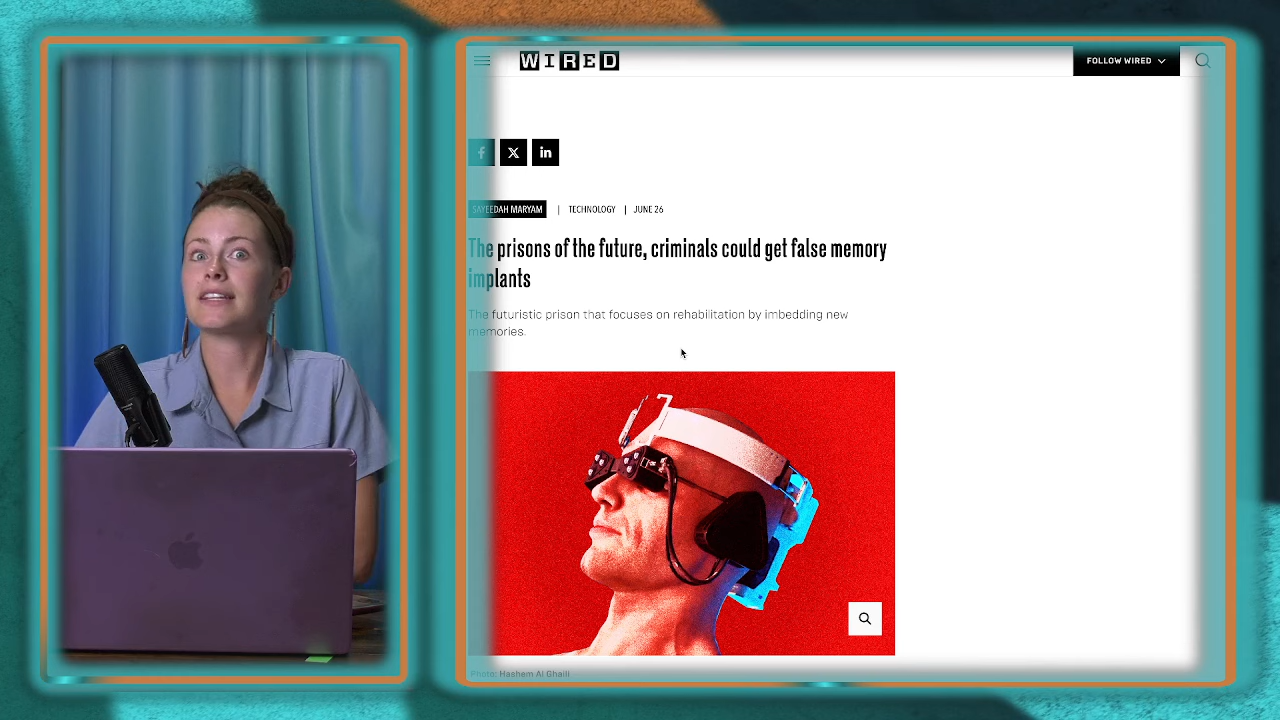 WIRED
FOLLOW WIRED
SAYEEDAH MARYAM | TECHNOLOGY | JUNE 26
The prisons of the future, criminals could get false memory
implants
The futuristic prison that focuses on rehabilitation by imbedding new
memories.
Photo: Hashem Al Ghaili